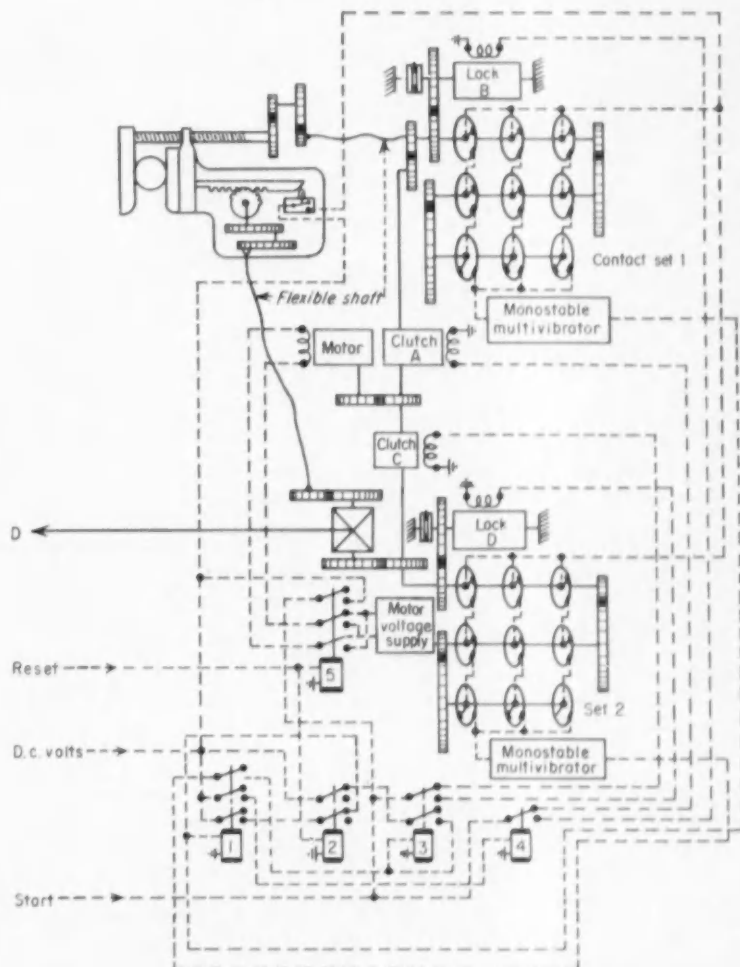 Lock
B
Contact set 1
Flexible shaft
Monostable
multivibrator
Motor
Clutch
A
Clutch
C
Lock
D
D
Motor
voltage
supply
Reset
5
Set 2
D.c. volts
Monostable
multivibrator
1
2
3
4
Start